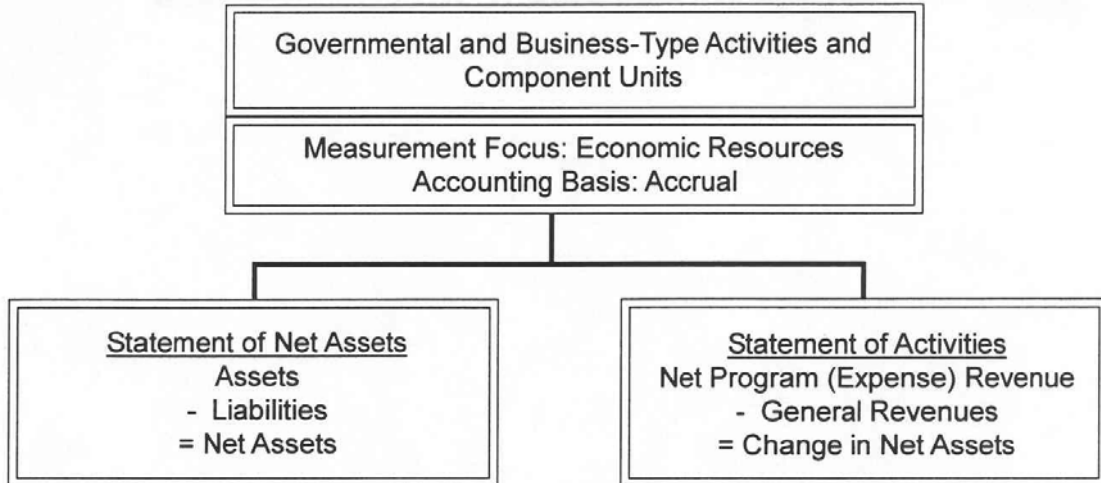 Governmental and Business-Type Activities and
Component Units
Measurement Focus: Economic Resources
Accounting Basis: Accrual
Statement of Net Assets
Assets
- Liabilities
= Net Assets
Statement of Activities
Net Program (Expense) Revenue
- General Revenues
= Change in Net Assets